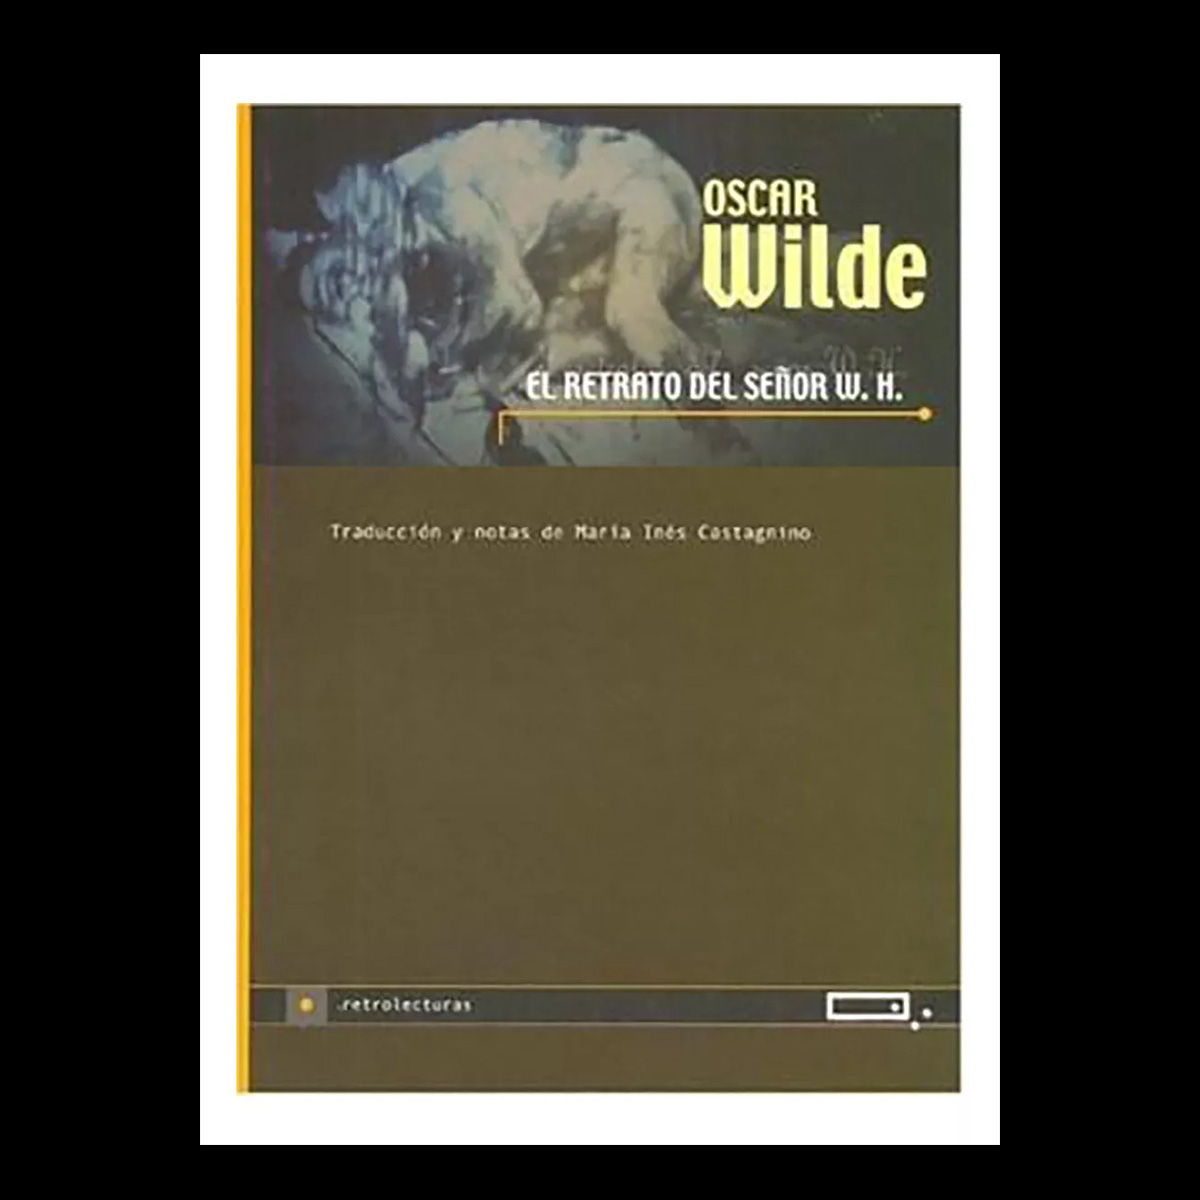 OSCAR
Wilde
EL RETRATO DEL SEÑOR W. H.
Traducción y notas de María Inés Castagnino
.retrolecturas